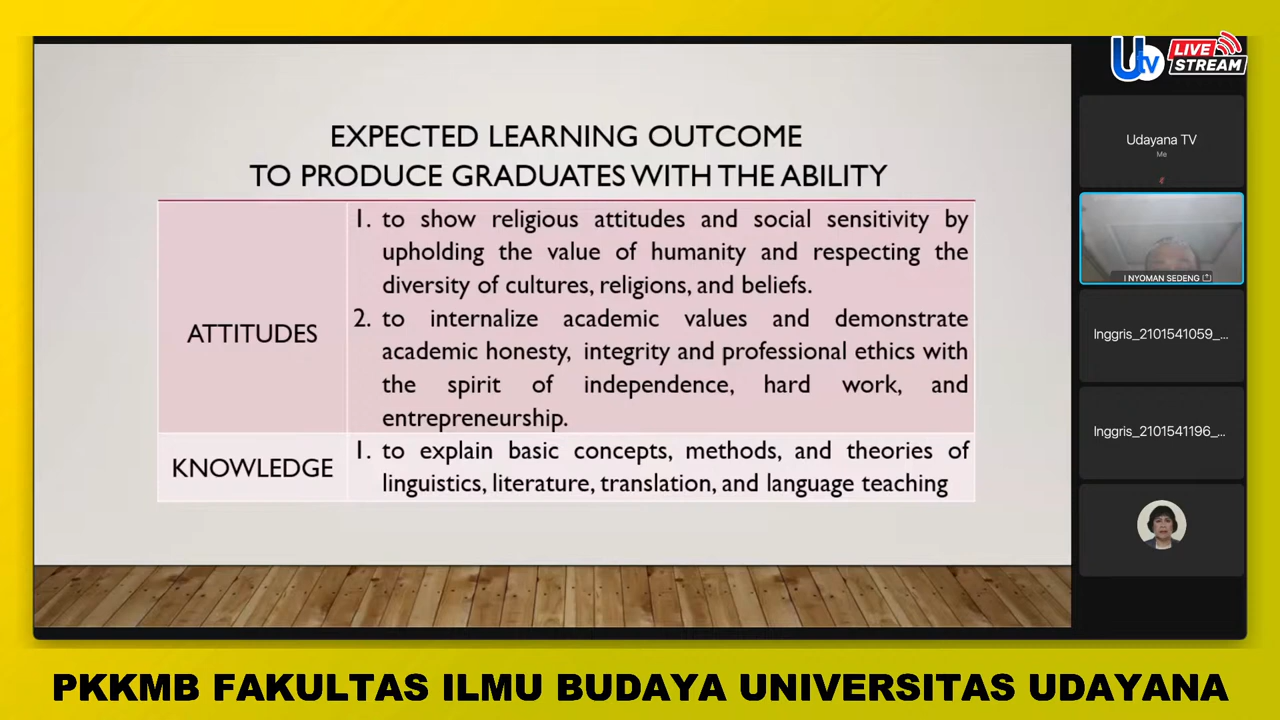 U tv
LIVE
STREAM
EXPECTED LEARNING OUTCOME
TO PRODUCE GRADUATES WITH THE ABILITY
ATTITUDES
1. to show religious attitudes and social sensitivity by
upholding the value of humanity and respecting the
diversity of cultures, religions, and beliefs.
2. to internalize academic values and demonstrate
academic honesty, integrity and professional ethics with
the spirit of independence, hard work, and
entrepreneurship.
KNOWLEDGE
1. to explain basic concepts, methods, and theories of
linguistics, literature, translation, and language teaching
Udayana TV
Me
I NYOMAN SEDENG
Inggris_2101541059_...
Inggris_2101541196_...
PKKMB FAKULTAS ILMU BUDAYA UNIVERSITAS UDAYANA